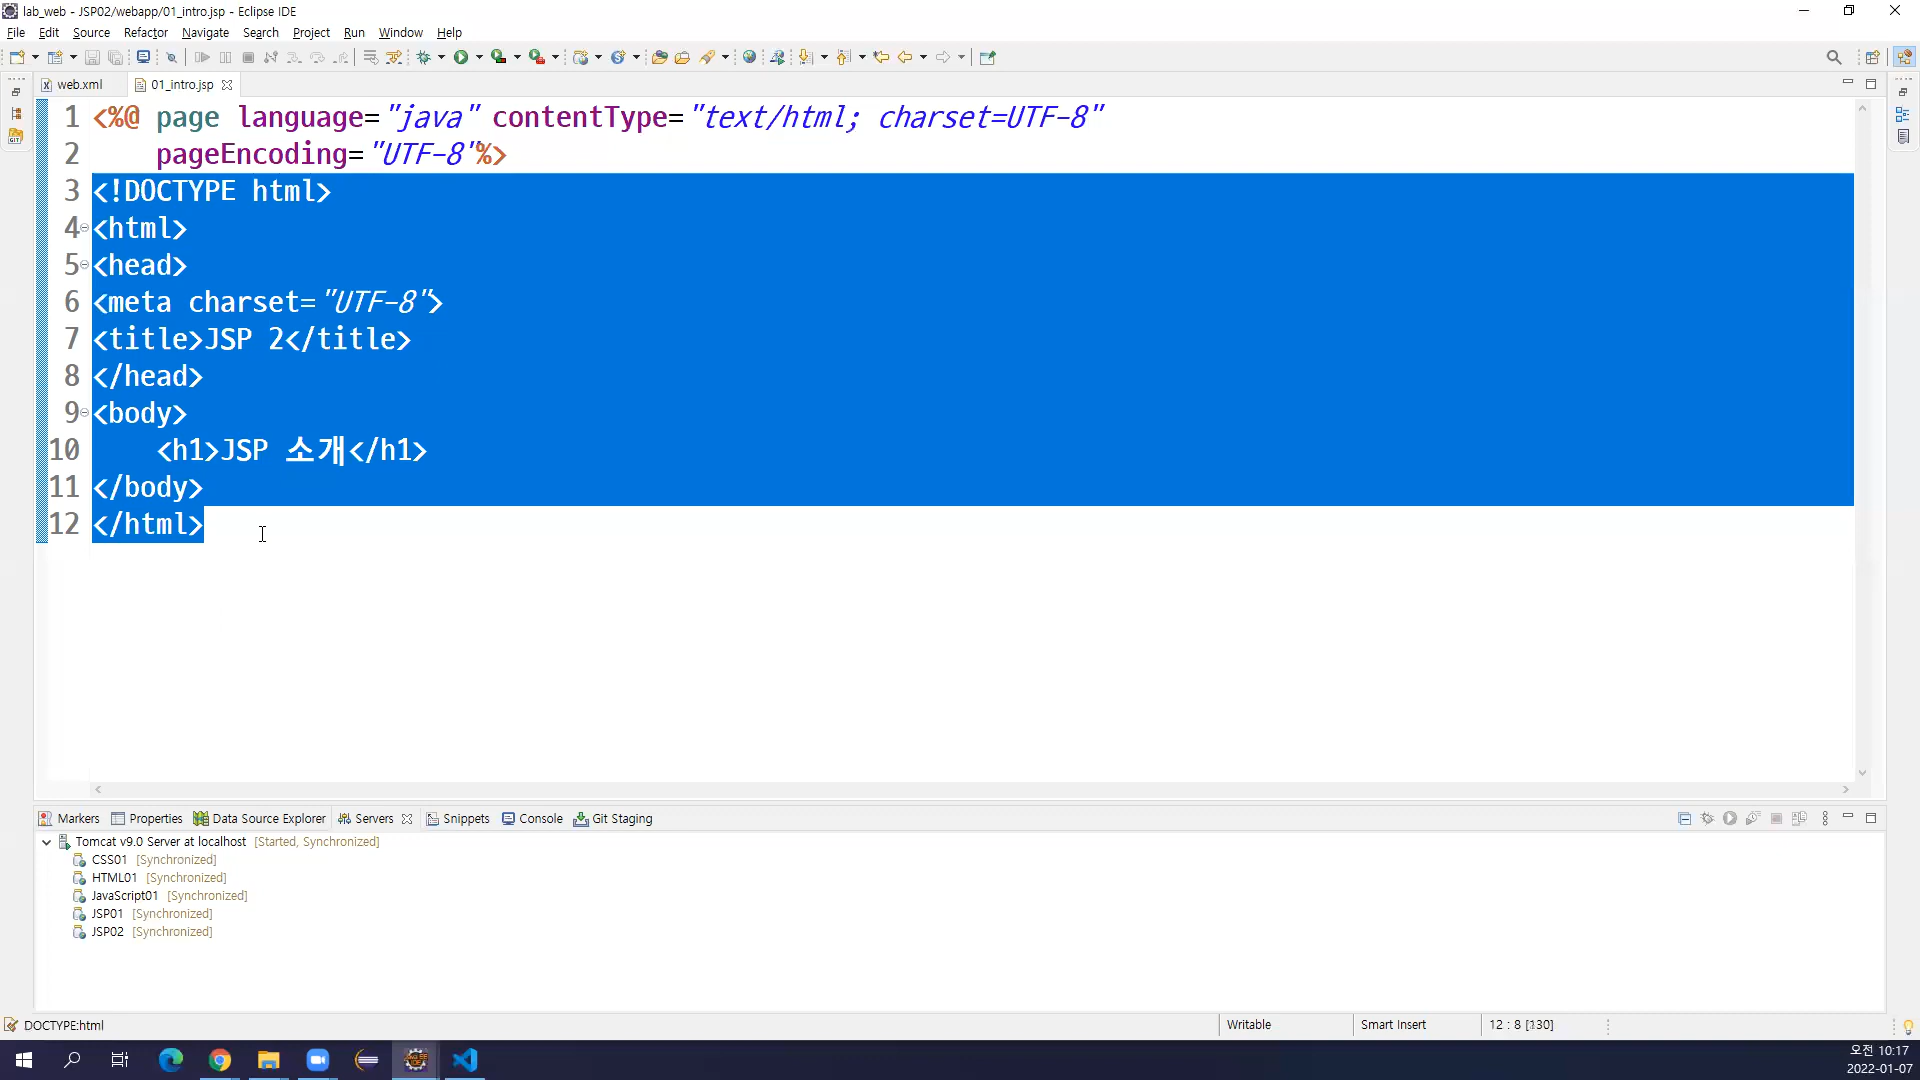 lab_web - JSP02/webapp/01_intro.jsp - Eclipse IDE
File Edit Source Refactor Navigate Search Project Run Window Help
web.xml 01_intro.jsp
1 <%@ page language="java" contentType="text/html; charset=UTF-8"
2 pageEncoding="UTF-8"%>
3 <!DOCTYPE html>
4 <html>
5 <head>
6 <meta charset="UTF-8">
7 <title>JSP 2</title>
8 </head>
9 <body>
10 <h1>JSP 소개</h1>
11 </body>
12 </html>
Markers Properties Data Source Explorer Servers Snippets Console Git Staging
Tomcat v9.0 Server at localhost [Started, Synchronized]
CSS01 [Synchronized]
HTML01 [Synchronized]
JavaScript01 [Synchronized]
JSP01 [Synchronized]
JSP02 [Synchronized]
DOCTYPE:html Writable Smart Insert 12 : 8 [130]
오전 10:17
2022-01-07